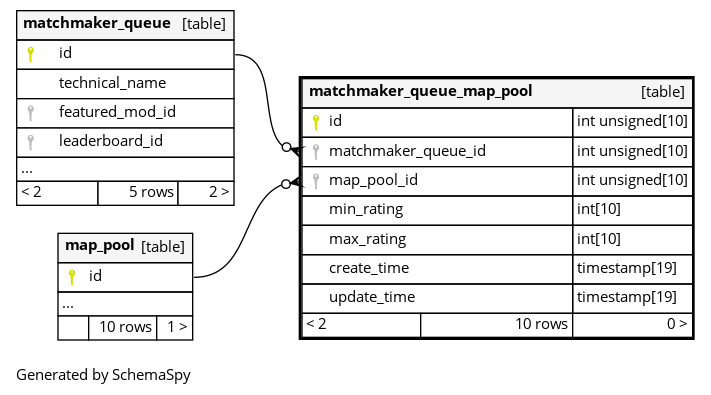 matchmaker_queue [table]
id
technical_name
featured_mod_id
leaderboard_id
...
< 2 5 rows 2 >
matchmaker_queue_map_pool [table]
id int unsigned[10]
matchmaker_queue_id int unsigned[10]
map_pool_id int unsigned[10]
min_rating int[10]
max_rating int[10]
create_time timestamp[19]
update_time timestamp[19]
< 2 10 rows 0 >
map_pool [table]
id
...
10 rows 1 >
Generated by SchemaSpy